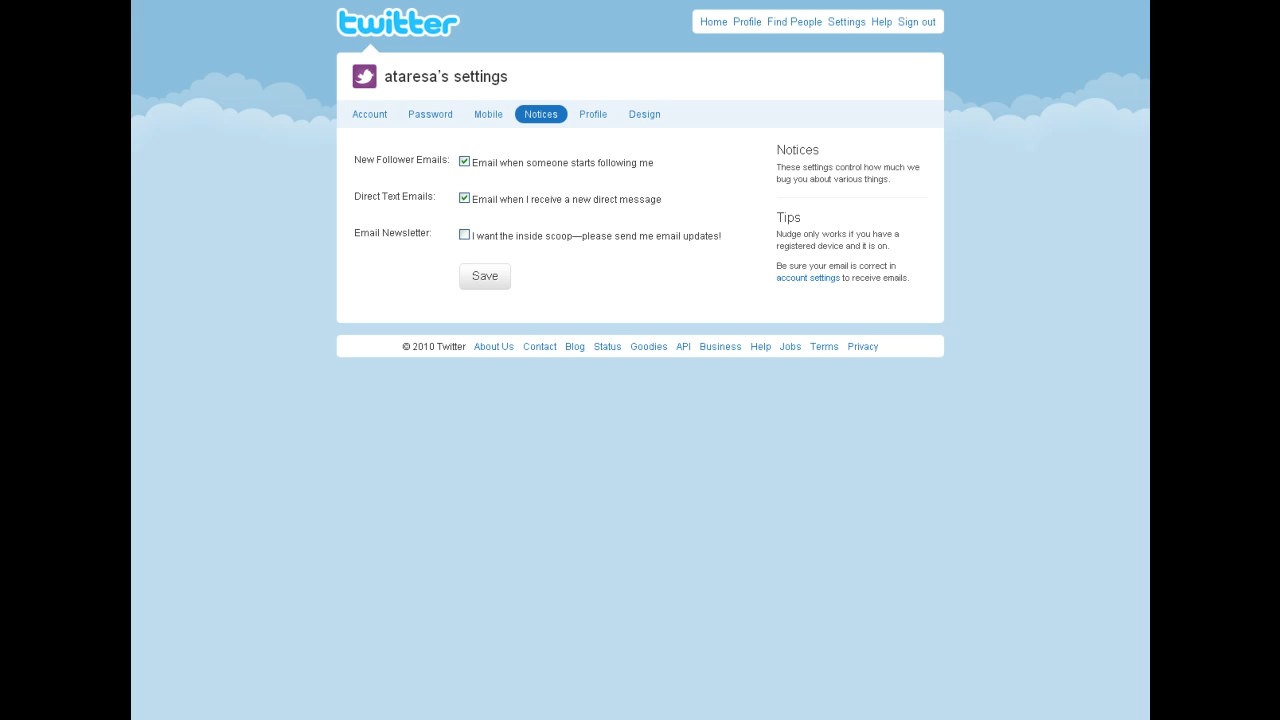 twitter
Home Profile Find People Settings Help Sign out
ataresa's settings
Account Password Mobile Notices Profile Design
New Follower Emails: Email when someone starts following me
Direct Text Emails: Email when I receive a new direct message
Email Newsletter: I want the inside scoop—please send me email updates!
Save
Notices
These settings control how much we
bug you about various things.
Tips
Nudge only works if you have a
registered device and it is on.
Be sure your email is correct in
account settings to receive emails.
© 2010 Twitter About Us Contact Blog Status Goodies API Business Help Jobs Terms Privacy